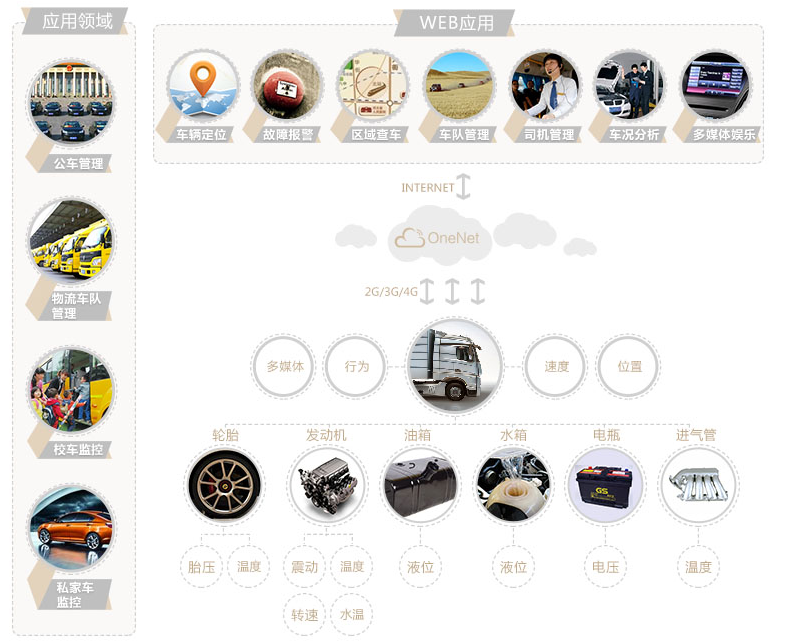 应用领域
公车管理
物流车队
管理
校车监控
私家车
监控
WEB应用
车辆定位
故障报警
区域查车
车队管理
司机管理
车况分析
多媒体娱乐
INTERNET
OneNet
2G/3G/4G
多媒体
行为
速度
位置
轮胎
发动机
油箱
水箱
电瓶
进气管
GS
胎压
温度
震动
温度
液位
液位
电压
温度
转速
水温